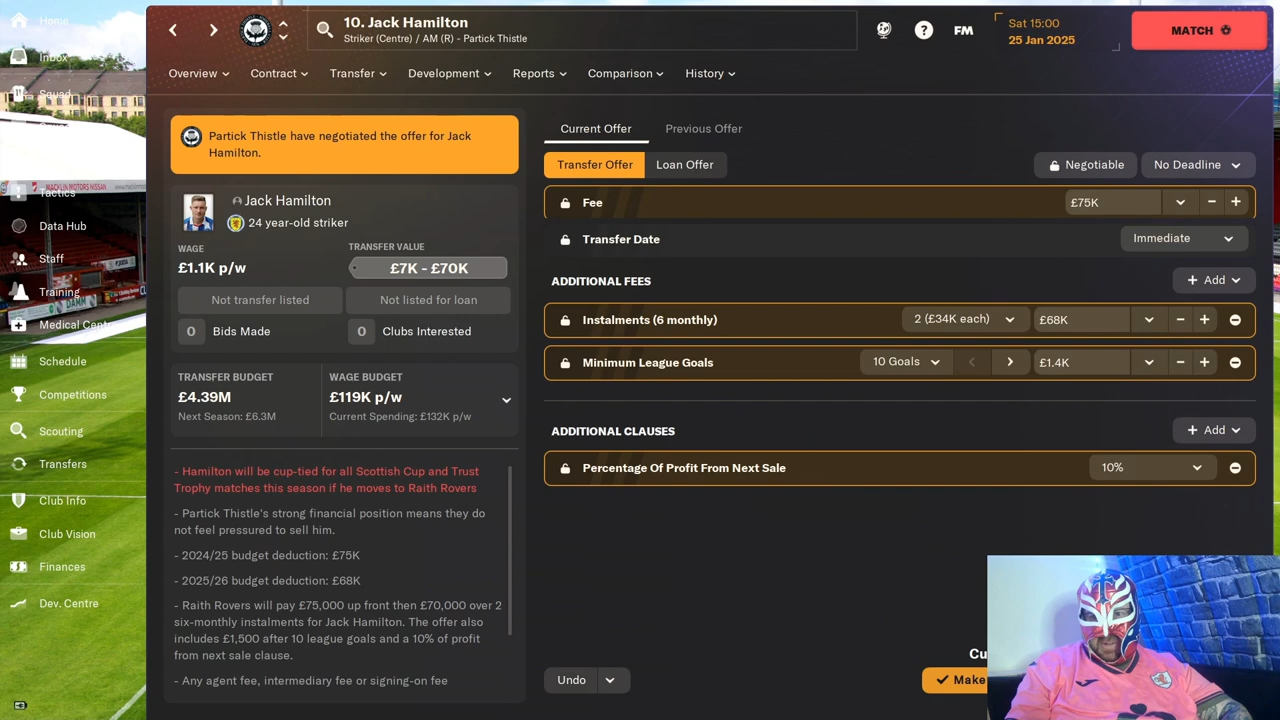 Home
Inbox
Squad
Tactics
Data Hub
Staff
Training
Medical Cent
Schedule
Competitions
Scouting
Transfers
Club Info
Club Vision
Finances
Dev. Centre
10. Jack Hamilton
Striker (Centre) / AM (R) - Partick Thistle
?
FM
Sat 15:00
25 Jan 2025
MATCH
Overview
Contract
Transfer
Development
Reports
Comparison
History
Partick Thistle have negotiated the offer for Jack
Hamilton.
Jack Hamilton
24 year-old striker
WAGE
£1.1K p/w
TRANSFER VALUE
£7K - £70K
Not transfer listed
Not listed for loan
0 Bids Made
0 Clubs Interested
TRANSFER BUDGET
£4.39M
Next Season: £6.3M
WAGE BUDGET
£119K p/w
Current Spending: £132K p/w
- Hamilton will be cup-tied for all Scottish Cup and Trust
Trophy matches this season if he moves to Raith Rovers
- Partick Thistle's strong financial position means they do
not feel pressured to sell him.
- 2024/25 budget deduction: £75K
- 2025/26 budget deduction: £68K
- Raith Rovers will pay £75,000 up front then £70,000 over 2
six-monthly instalments for Jack Hamilton. The offer also
includes £1,500 after 10 league goals and a 10% of profit
from next sale clause.
- Any agent fee, intermediary fee or signing-on fee
Current Offer
Previous Offer
Transfer Offer
Loan Offer
Negotiable
No Deadline
Fee
£75K
- +
Transfer Date
Immediate
ADDITIONAL FEES
+ Add
Instalments (6 monthly)
2 (£34K each)
£68K
- +
Minimum League Goals
10 Goals
£1.4K
- +
ADDITIONAL CLAUSES
+ Add
Percentage Of Profit From Next Sale
10%
Cu
Undo
Make